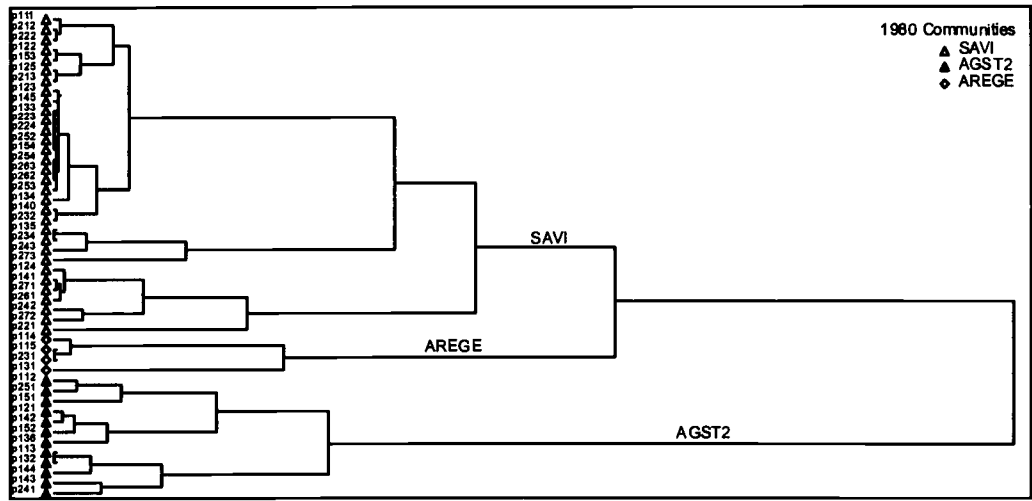 p111
p212
p222
p122
p153
p125
p213
p123
p145
p133
p223
p224
p252
p154
p254
p263
p262
p253
p134
p140
p232
p135
p234
p243
p273
p124
p141
p271
p261
p242
p272
p221
p114
p115
p231
p131
p112
p251
p151
p121
p142
p152
p136
p113
p132
p144
p143
p241
1980 Communities
SAVI
AGST2
AREGE
SAVI
AREGE
AGST2